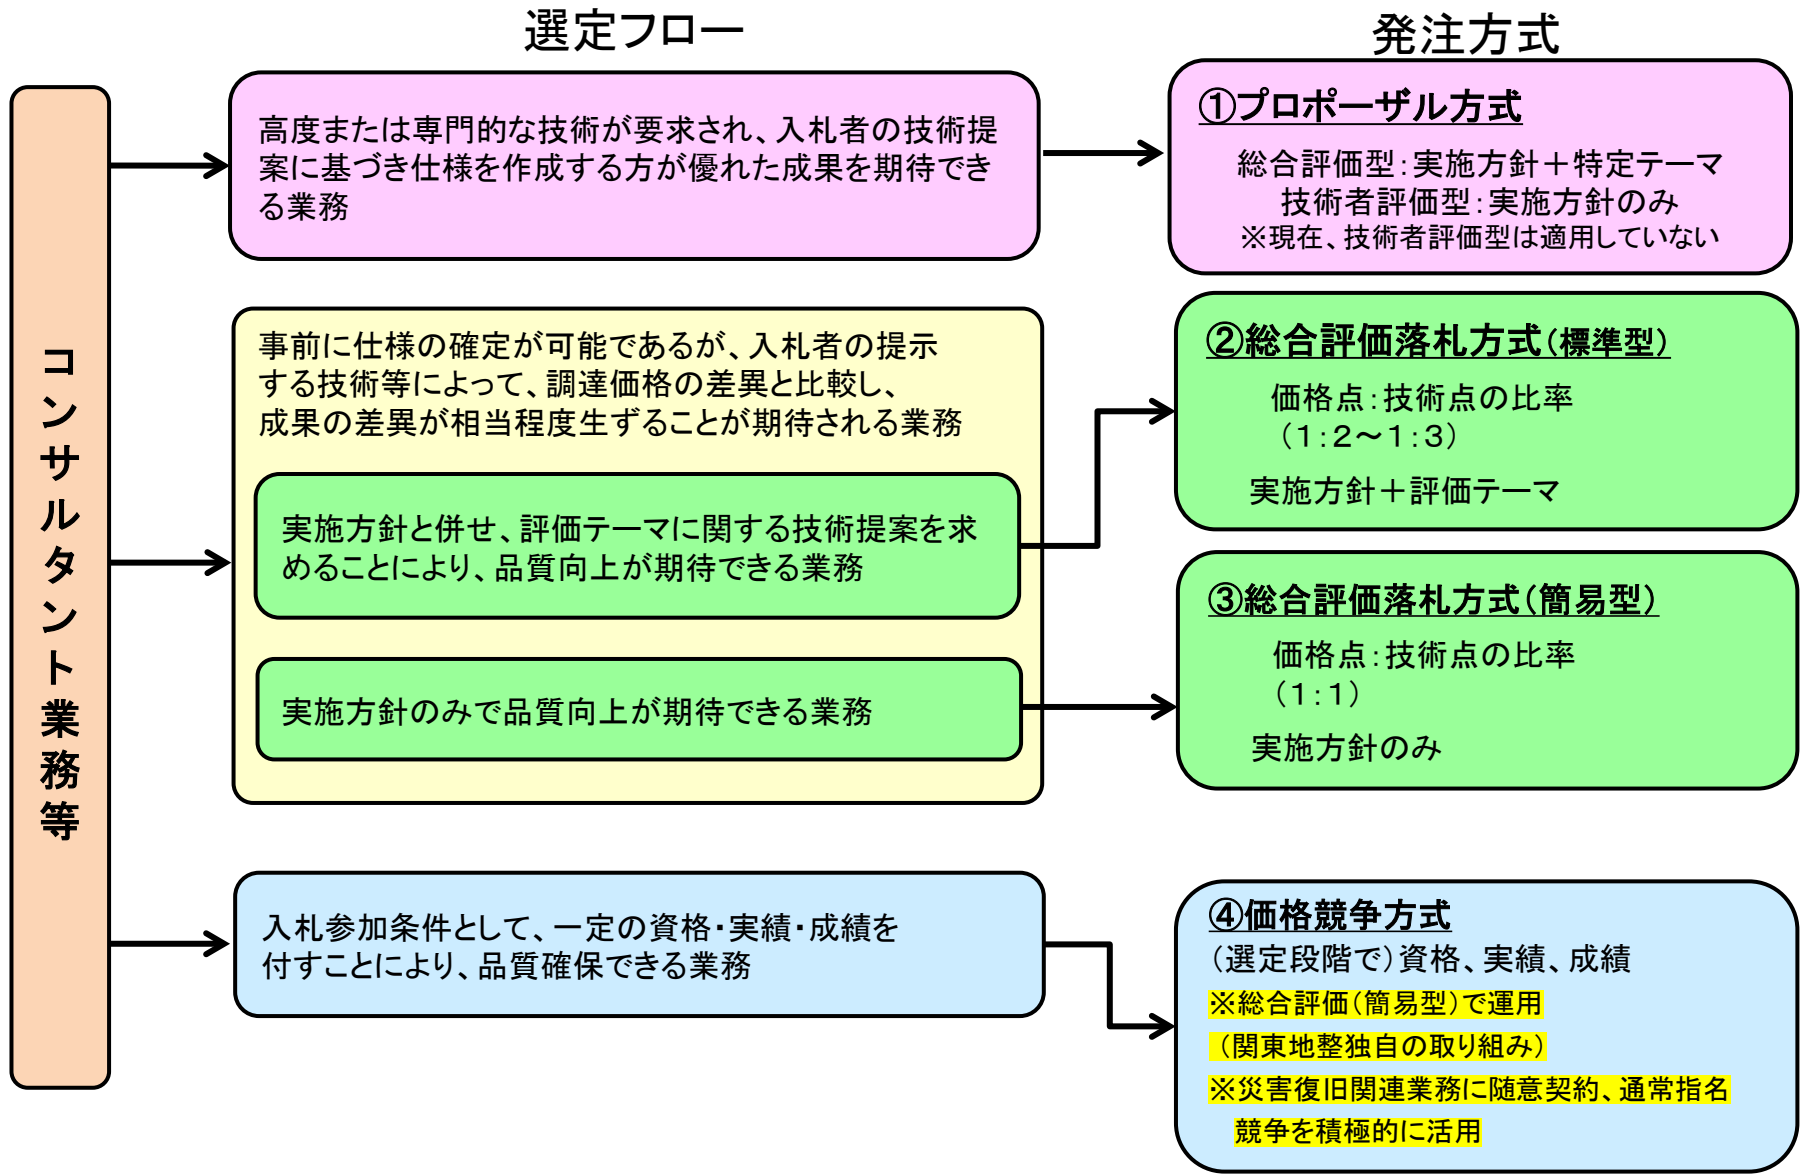 選定フロー
発注方式
コンサルタント業務等
高度または専門的な技術が要求され、入札者の技術提
案に基づき仕様を作成する方が優れた成果を期待でき
る業務
①プロポーザル方式
総合評価型：実施方針＋特定テーマ
技術者評価型：実施方針のみ
※現在、技術者評価型は適用していない
事前に仕様の確定が可能であるが、入札者の提示
する技術等によって、調達価格の差異と比較し、
成果の差異が相当程度生ずることが期待される業務
実施方針と併せ、評価テーマに関する技術提案を求
めることにより、品質向上が期待できる業務
②総合評価落札方式（標準型）
価格点：技術点の比率
（１：２～１：３）
実施方針＋評価テーマ
実施方針のみで品質向上が期待できる業務
③総合評価落札方式（簡易型）
価格点：技術点の比率
（１：１）
実施方針のみ
入札参加条件として、一定の資格・実績・成績を
付すことにより、品質確保できる業務
④価格競争方式
（選定段階で）資格、実績、成績
※総合評価（簡易型）で運用
（関東地整独自の取り組み）
※災害復旧関連業務に随意契約、通常指名
競争を積極的に活用